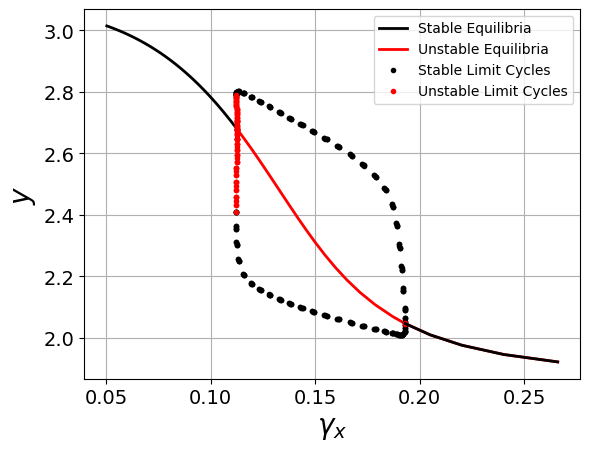 Stable Equilibria
Unstable Equilibria
Stable Limit Cycles
Unstable Limit Cycles
3.0
2.8
2.6
2.4
2.2
2.0
y
0.05 0.10 0.15 0.20 0.25
γₓ